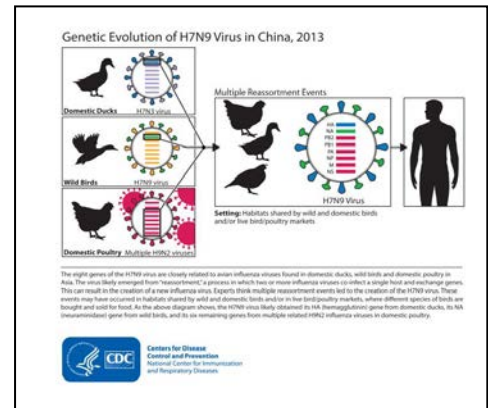 Genetic Evolution of H7N9 Virus in China, 2013
Domestic Ducks
H7N3 virus
Wild Birds
H7N9 virus
Domestic Poultry
Multiple H9N2 viruses
Multiple Reassortment Events
HA
NA
PB2
PB1
PA
NP
M
NS
H7N9 Virus
Setting: Habitats shared by wild and domestic birds
and/or live bird/poultry markets
The eight genes of the H7N9 virus are closely related to avian influenza viruses found in domestic ducks, wild birds and domestic poultry in
Asia. The virus likely emerged from "reassortment," a process in which two or more influenza viruses co-infect a single host and exchange genes.
This can result in the creation of a new influenza virus. Experts think multiple reassortment events led to the creation of the H7N9 virus. These
events may have occurred in habitats shared by wild and domestic birds and/or in live bird/poultry markets, where different species of birds are
bought and sold for food. As the above diagram shows, the H7N9 virus likely obtained its HA (hemagglutinin) gene from domestic ducks, its NA
(neuraminidase) gene from wild birds, and its six remaining genes from multiple related H9N2 influenza viruses in domestic poultry.
CDC
Centers for Disease
Control and Prevention
National Center for Immunization
and Respiratory Diseases